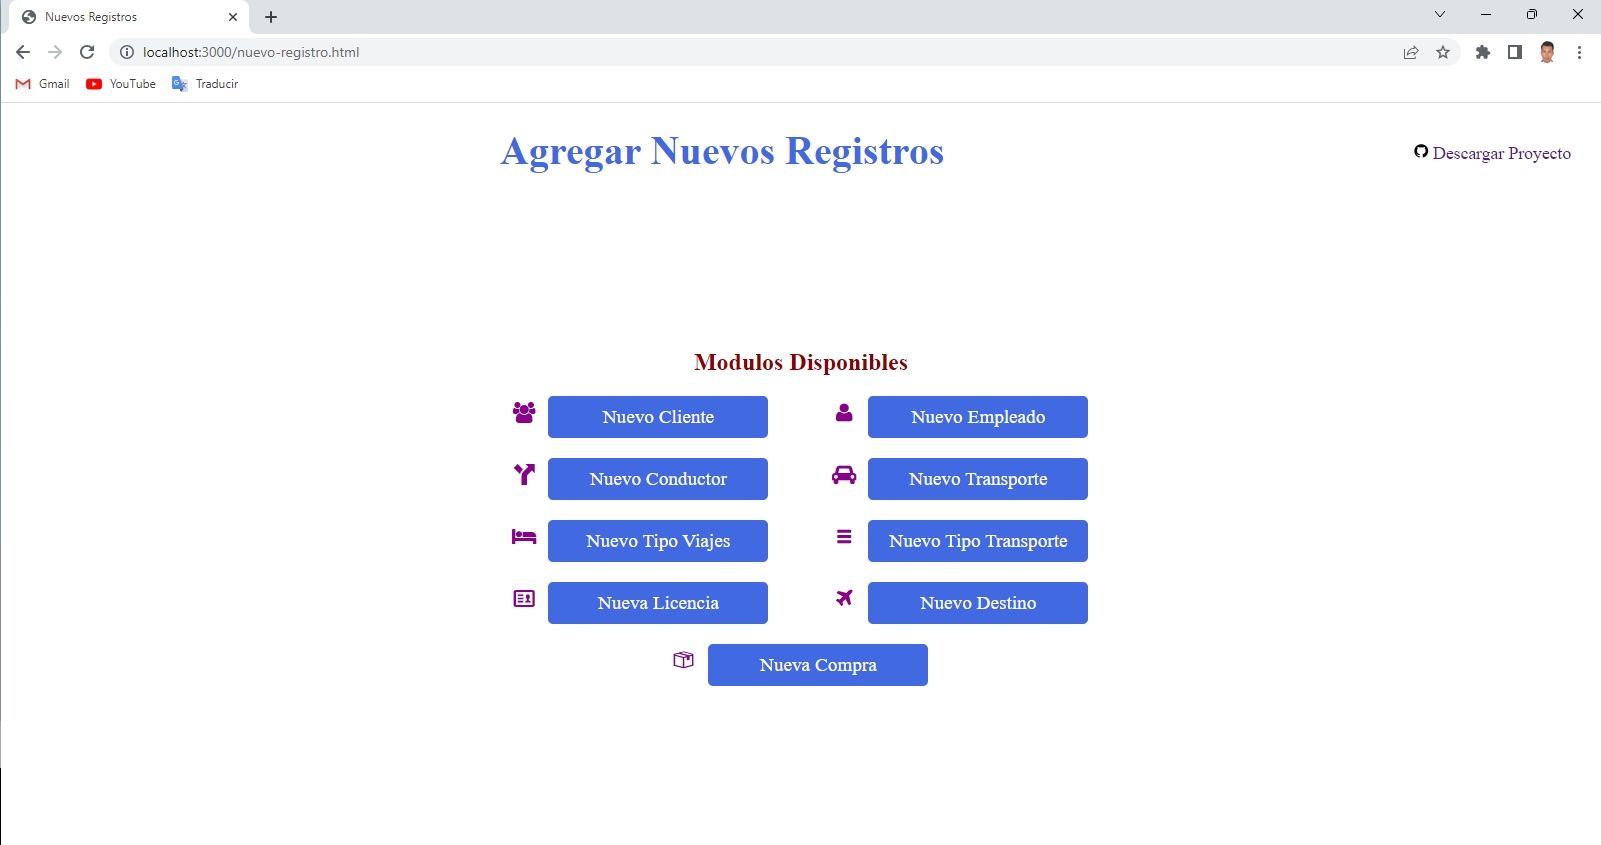 Nuevos Registros
localhost:3000/nuevo-registro.html
Gmail YouTube Traducir
Agregar Nuevos Registros
Descargar Proyecto
Modulos Disponibles
Nuevo Cliente Nuevo Empleado
Nuevo Conductor Nuevo Transporte
Nuevo Tipo Viajes Nuevo Tipo Transporte
Nueva Licencia Nuevo Destino
Nueva Compra